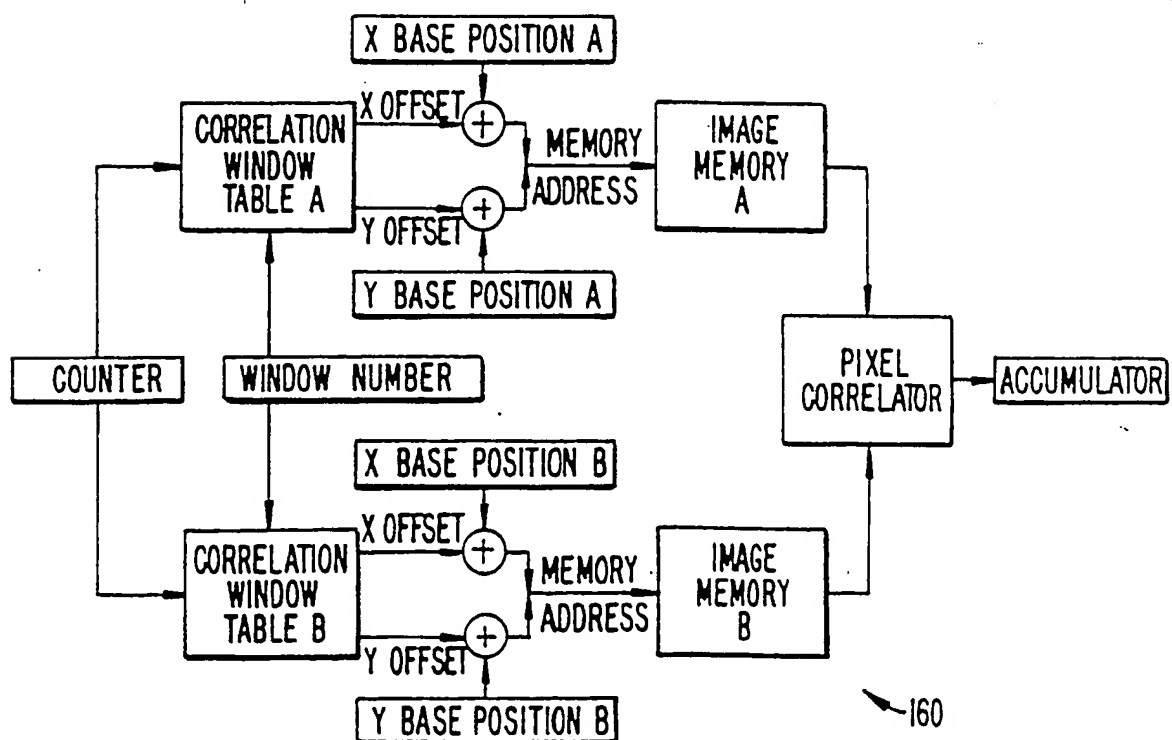 X BASE POSITION A
CORRELATION
WINDOW
TABLE A
X OFFSET
+
Y OFFSET
+
MEMORY
ADDRESS
IMAGE
MEMORY
A
Y BASE POSITION A
COUNTER
WINDOW NUMBER
PIXEL
CORRELATOR
ACCUMULATOR
X BASE POSITION B
CORRELATION
WINDOW
TABLE B
X OFFSET
+
Y OFFSET
+
MEMORY
ADDRESS
IMAGE
MEMORY
B
Y BASE POSITION B
160